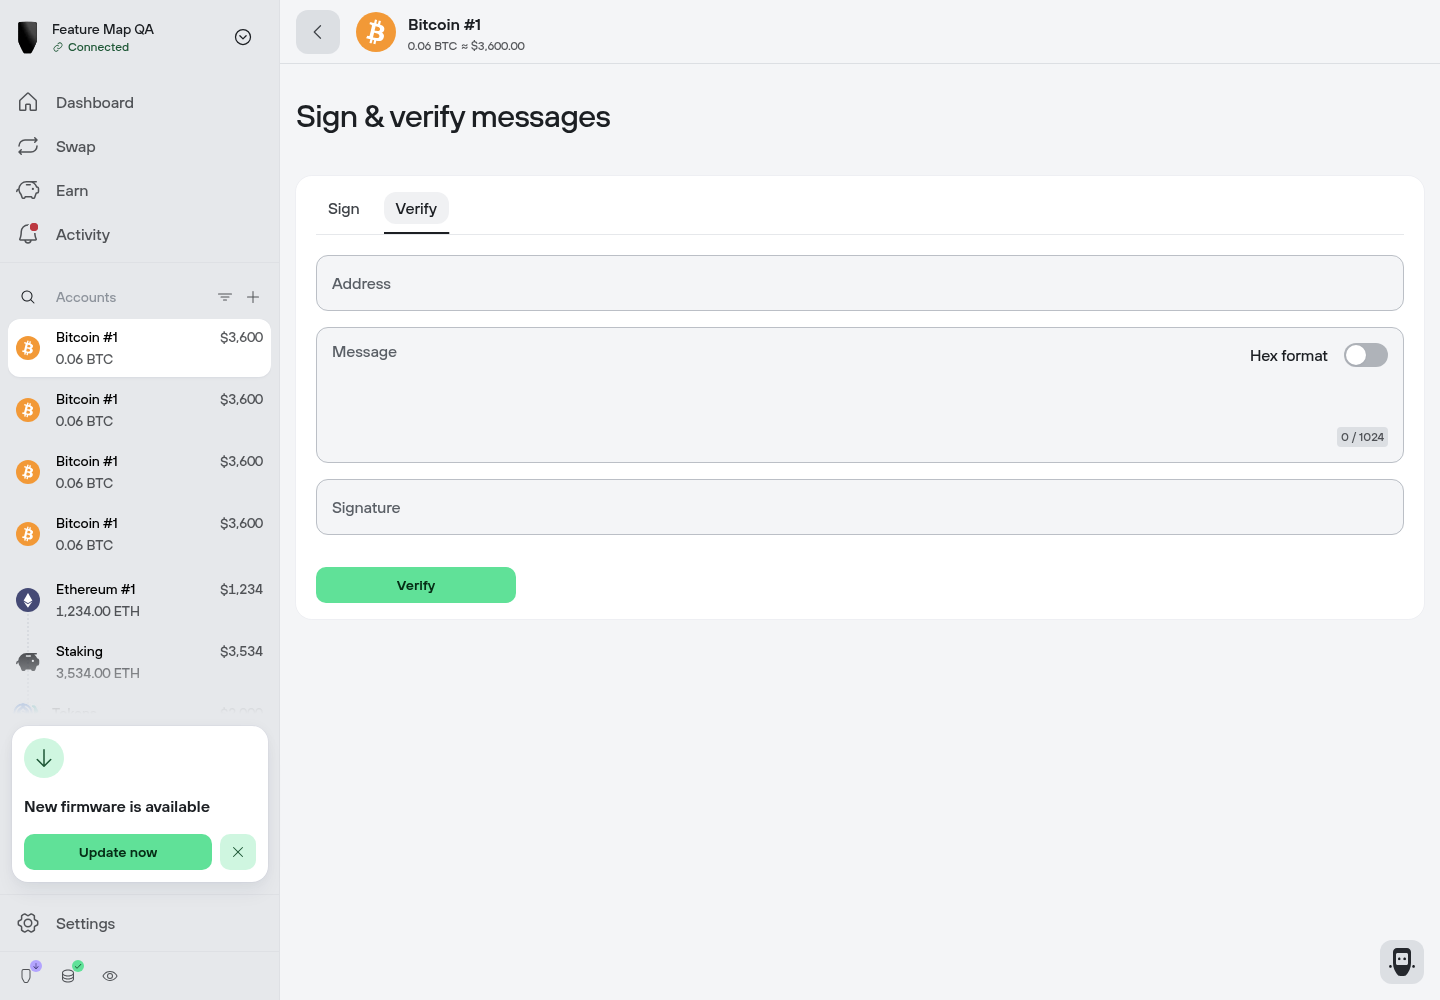 Feature Map QA
Connected
Dashboard
Swap
Earn
Activity
Accounts
Bitcoin #1 $3,600
0.06 BTC
Bitcoin #1 $3,600
0.06 BTC
Bitcoin #1 $3,600
0.06 BTC
Bitcoin #1 $3,600
0.06 BTC
Ethereum #1 $1,234
1,234.00 ETH
Staking $3,534
3,534.00 ETH
New firmware is available
Update now
Settings
Bitcoin #1
0.06 BTC ≈ $3,600.00
Sign & verify messages
Sign Verify
Address
Message Hex format
0 / 1024
Signature
Verify